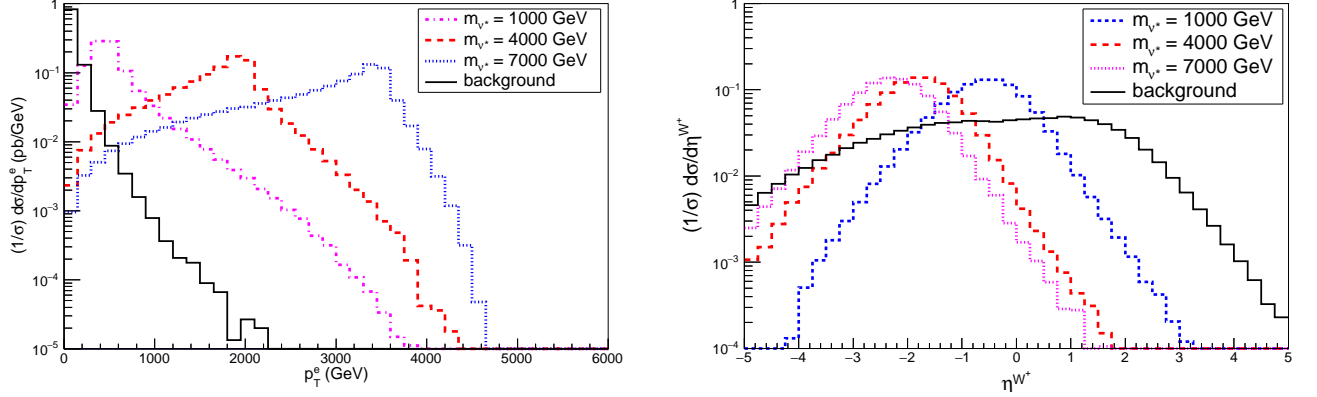 (1/σ) dσ/dp_T^e (pb/GeV)
1
10^−1
10^−2
10^−3
10^−4
10^−5
m_ν* = 1000 GeV
m_ν* = 4000 GeV
m_ν* = 7000 GeV
background
0 1000 2000 3000 4000 5000 6000
p_T^e (GeV)
(1/σ) dσ/dη^W+
1
10^−1
10^−2
10^−3
10^−4
m_ν* = 1000 GeV
m_ν* = 4000 GeV
m_ν* = 7000 GeV
background
−5 −4 −3 −2 −1 0 1 2 3 4 5
η^W+